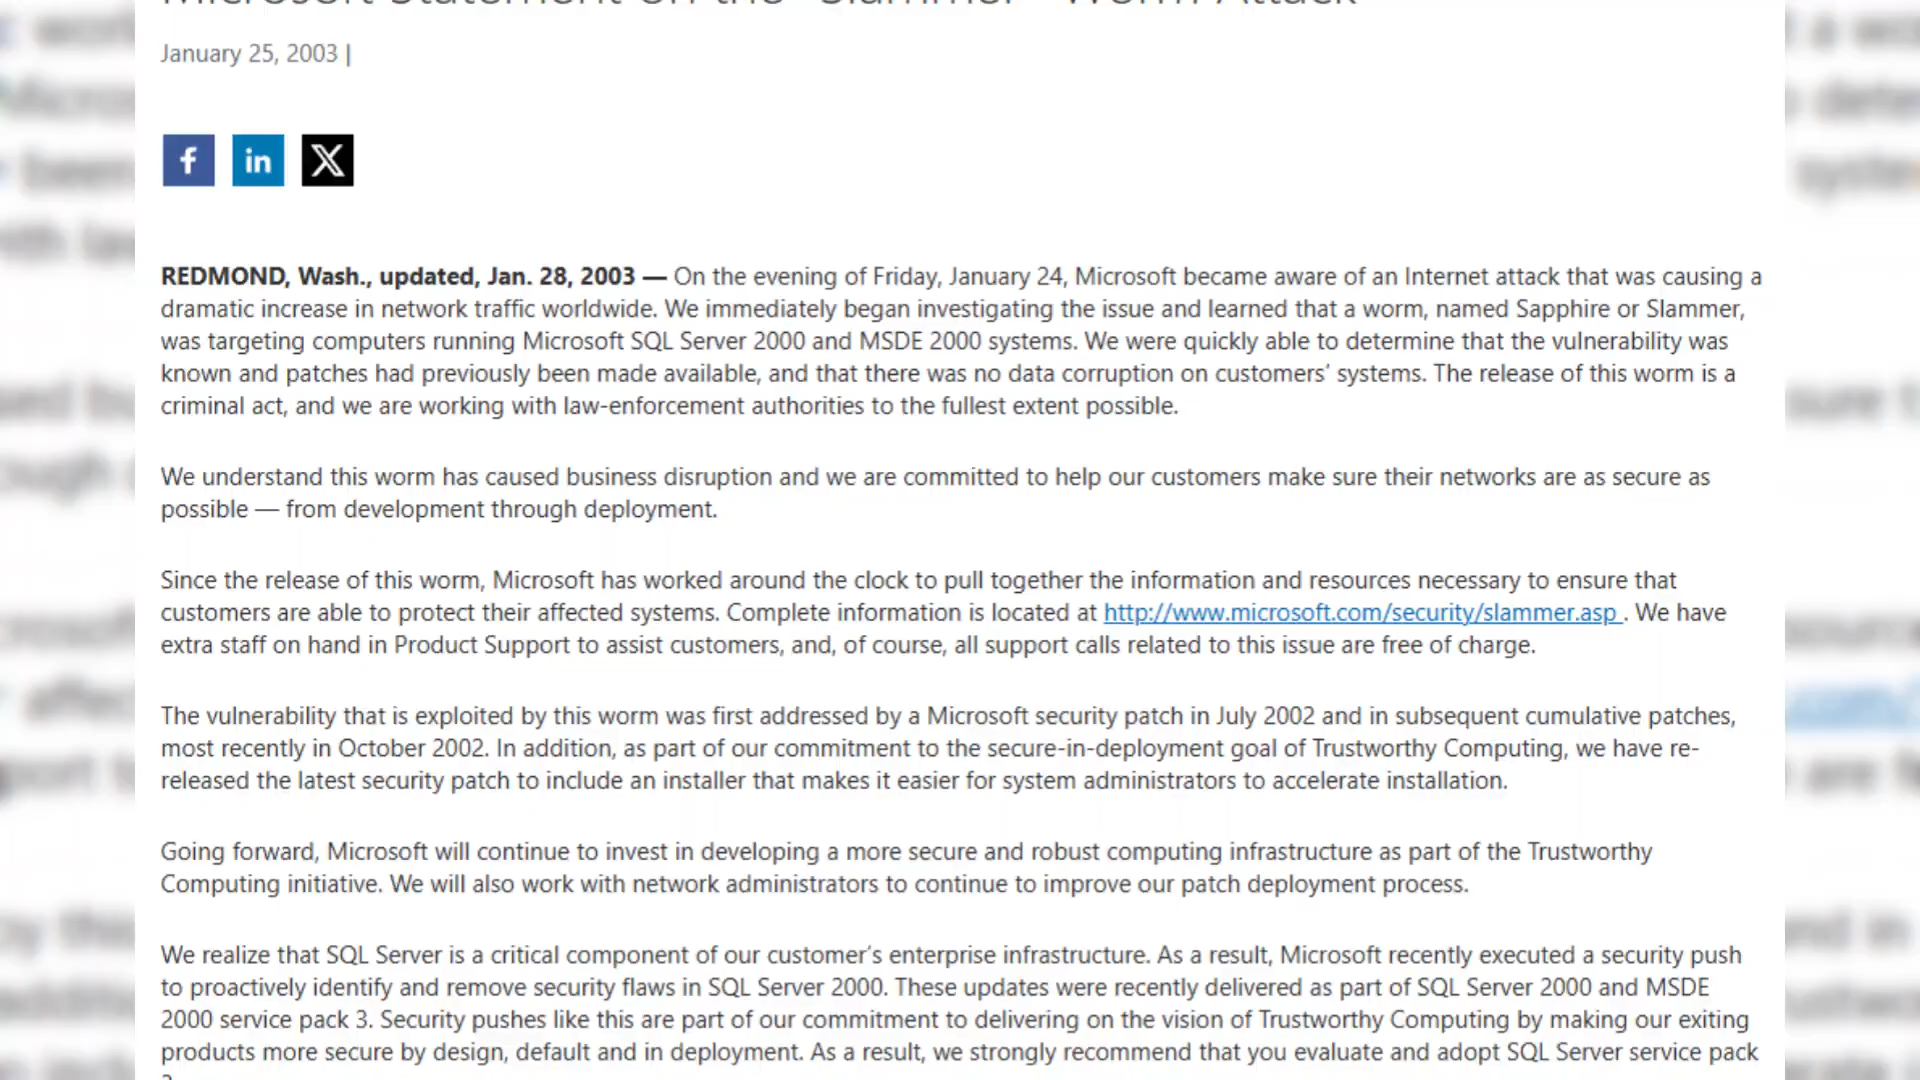 Microsoft Statement on the "Slammer" Worm Attack
January 25, 2003 |
f
in
X
REDMOND, Wash., updated, Jan. 28, 2003 — On the evening of Friday, January 24, Microsoft became aware of an Internet attack that was causing a
dramatic increase in network traffic worldwide. We immediately began investigating the issue and learned that a worm, named Sapphire or Slammer,
was targeting computers running Microsoft SQL Server 2000 and MSDE 2000 systems. We were quickly able to determine that the vulnerability was
known and patches had previously been made available, and that there was no data corruption on customers’ systems. The release of this worm is a
criminal act, and we are working with law-enforcement authorities to the fullest extent possible.
We understand this worm has caused business disruption and we are committed to help our customers make sure their networks are as secure as
possible — from development through deployment.
Since the release of this worm, Microsoft has worked around the clock to pull together the information and resources necessary to ensure that
customers are able to protect their affected systems. Complete information is located at http://www.microsoft.com/security/slammer.asp . We have
extra staff on hand in Product Support to assist customers, and, of course, all support calls related to this issue are free of charge.
The vulnerability that is exploited by this worm was first addressed by a Microsoft security patch in July 2002 and in subsequent cumulative patches,
most recently in October 2002. In addition, as part of our commitment to the secure-in-deployment goal of Trustworthy Computing, we have re-
released the latest security patch to include an installer that makes it easier for system administrators to accelerate installation.
Going forward, Microsoft will continue to invest in developing a more secure and robust computing infrastructure as part of the Trustworthy
Computing initiative. We will also work with network administrators to continue to improve our patch deployment process.
We realize that SQL Server is a critical component of our customer’s enterprise infrastructure. As a result, Microsoft recently executed a security push
to proactively identify and remove security flaws in SQL Server 2000. These updates were recently delivered as part of SQL Server 2000 and MSDE
2000 service pack 3. Security pushes like this are part of our commitment to delivering on the vision of Trustworthy Computing by making our exiting
products more secure by design, default and in deployment. As a result, we strongly recommend that you evaluate and adopt SQL Server service pack